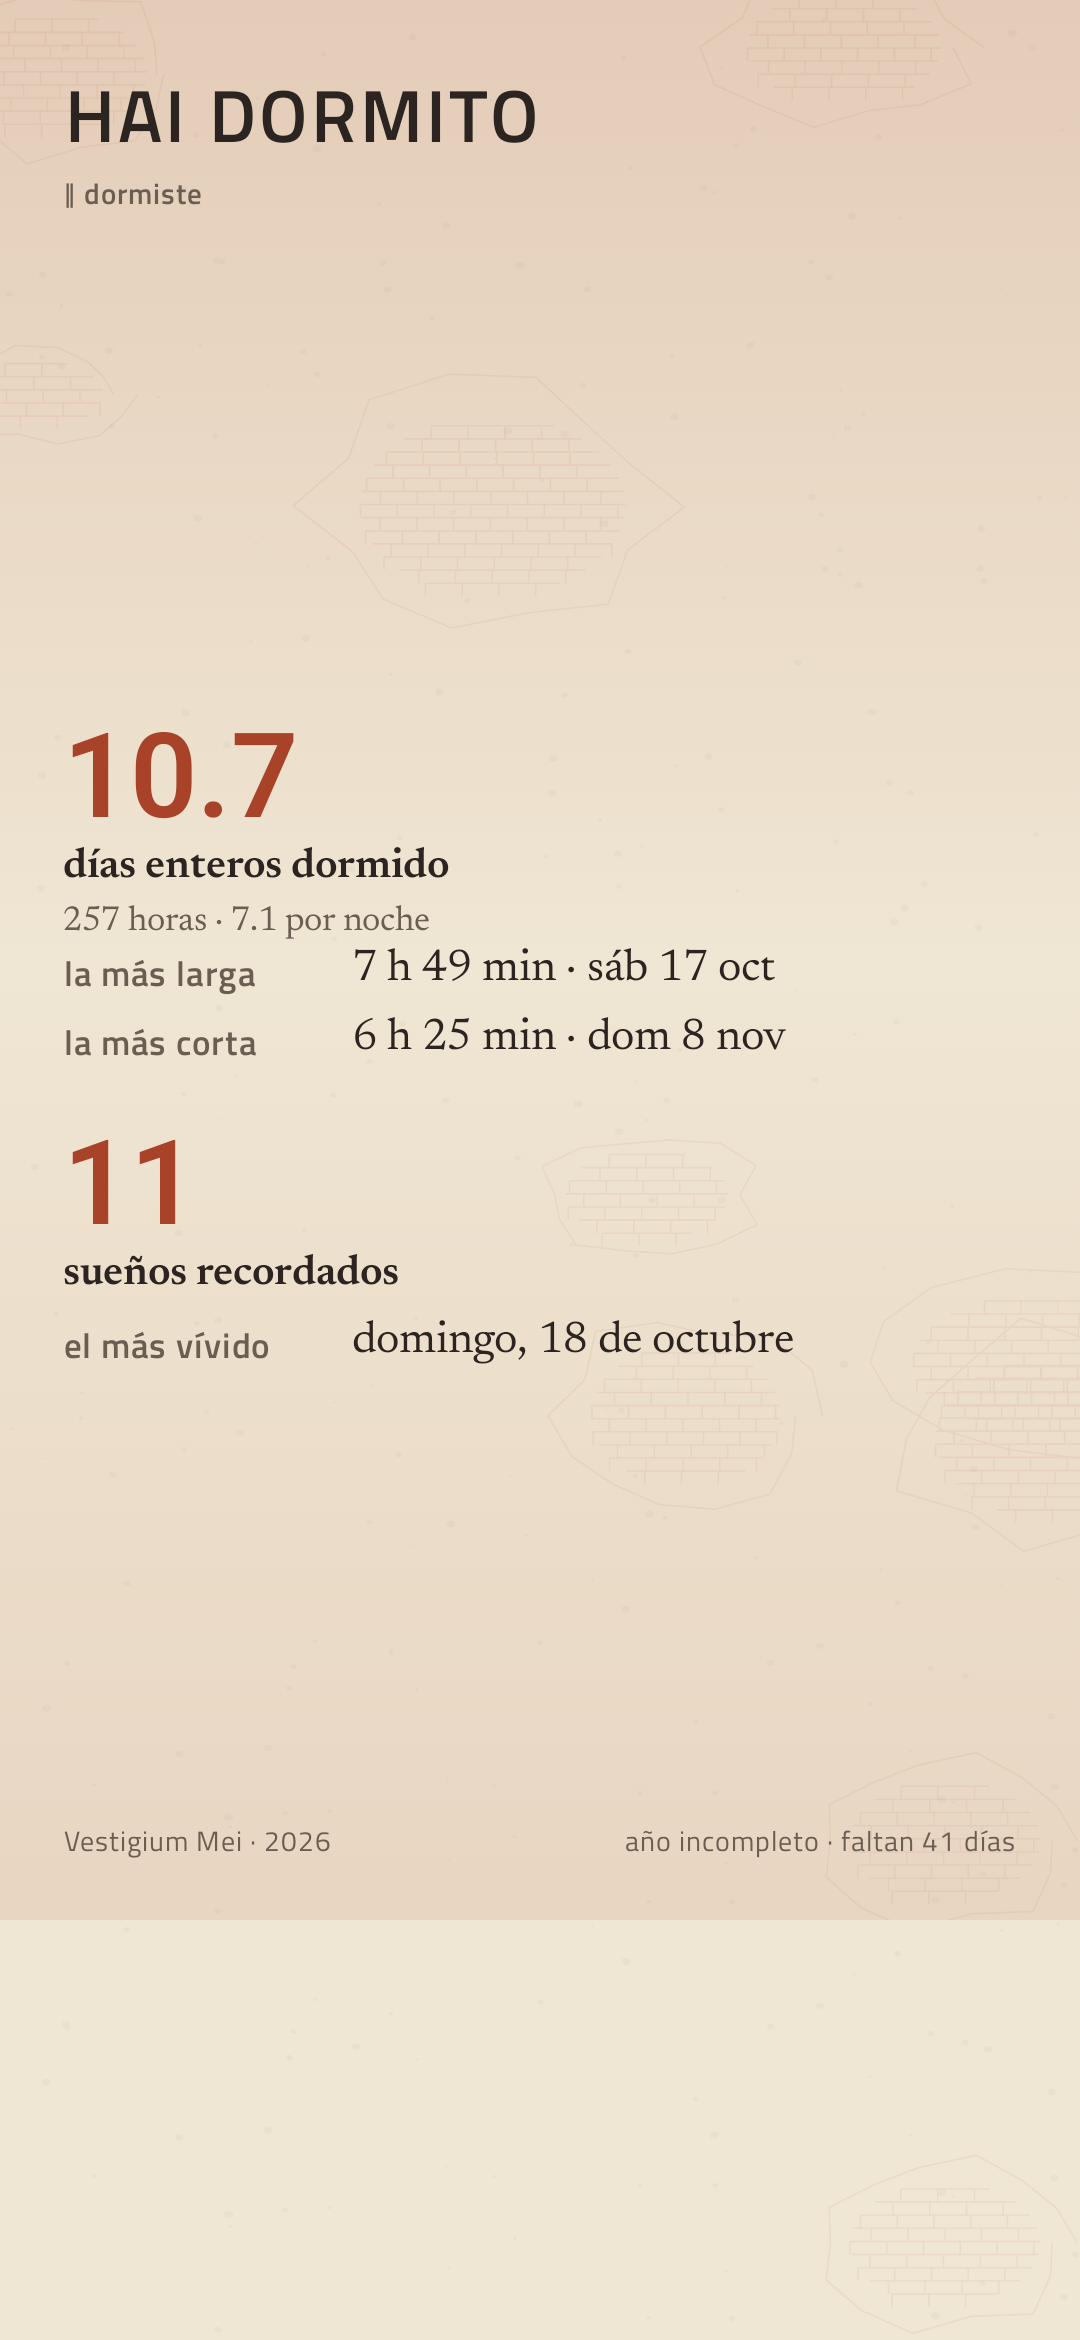 HAI DORMITO
‖ dormiste
10.7
días enteros dormido
257 horas · 7.1 por noche
la más larga 7 h 49 min · sáb 17 oct
la más corta 6 h 25 min · dom 8 nov
11
sueños recordados
el más vívido domingo, 18 de octubre
Vestigium Mei · 2026 año incompleto · faltan 41 días